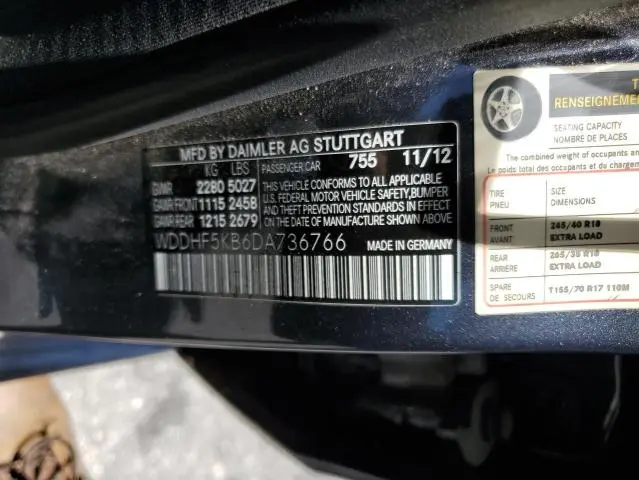 MFD BY DAIMLER AG STUTTGART
KG LBS PASSENGER CAR 755 11/12
GVWR 2280 5027
GAWR FRONT 1115 2458
GAWR REAR 1215 2679
THIS VEHICLE CONFORMS TO ALL APPLICABLE
U.S. FEDERAL MOTOR VEHICLE SAFETY, BUMPER
AND THEFT PREVENTION STANDARDS IN EFFECT
ON THE DATE OF MANUFACTURE SHOWN ABOVE.
WDDHF5KB6DA736766 MADE IN GERMANY
RENSEIGNEMEN
SEATING CAPACITY
NOMBRE DE PLACES
The combined weight of occupants an
Le poids total des occupants et du charge
TIRE SIZE
PNEU DIMENSIONS
FRONT 245/40 R18
AVANT EXTRA LOAD
REAR 265/35 R18
ARRIÈRE EXTRA LOAD
SPARE T155/70 R17 110M
DE SECOURS